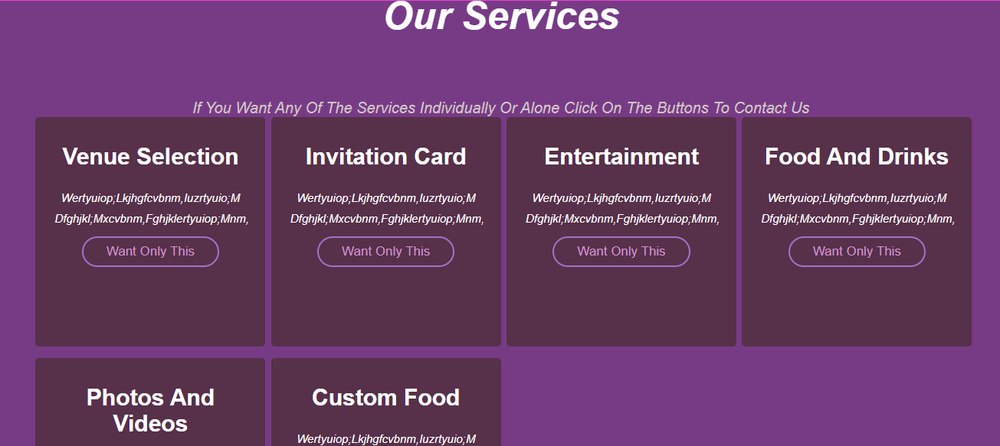 Our Services
If You Want Any Of The Services Individually Or Alone Click On The Buttons To Contact Us
Venue Selection
Wertyuiop;Lkjhgfcvbnm,Iuzrtyuio;M
Dfghjkl;Mxcvbnm,Fghjklertyuiop;Mnm,
Want Only This
Invitation Card
Wertyuiop;Lkjhgfcvbnm,Iuzrtyuio;M
Dfghjkl;Mxcvbnm,Fghjklertyuiop;Mnm,
Want Only This
Entertainment
Wertyuiop;Lkjhgfcvbnm,Iuzrtyuio;M
Dfghjkl;Mxcvbnm,Fghjklertyuiop;Mnm,
Want Only This
Food And Drinks
Wertyuiop;Lkjhgfcvbnm,Iuzrtyuio;M
Dfghjkl;Mxcvbnm,Fghjklertyuiop;Mnm,
Want Only This
Photos And
Videos
Custom Food
Wertyuiop;Lkjhgfcvbnm,Iuzrtyuio;M